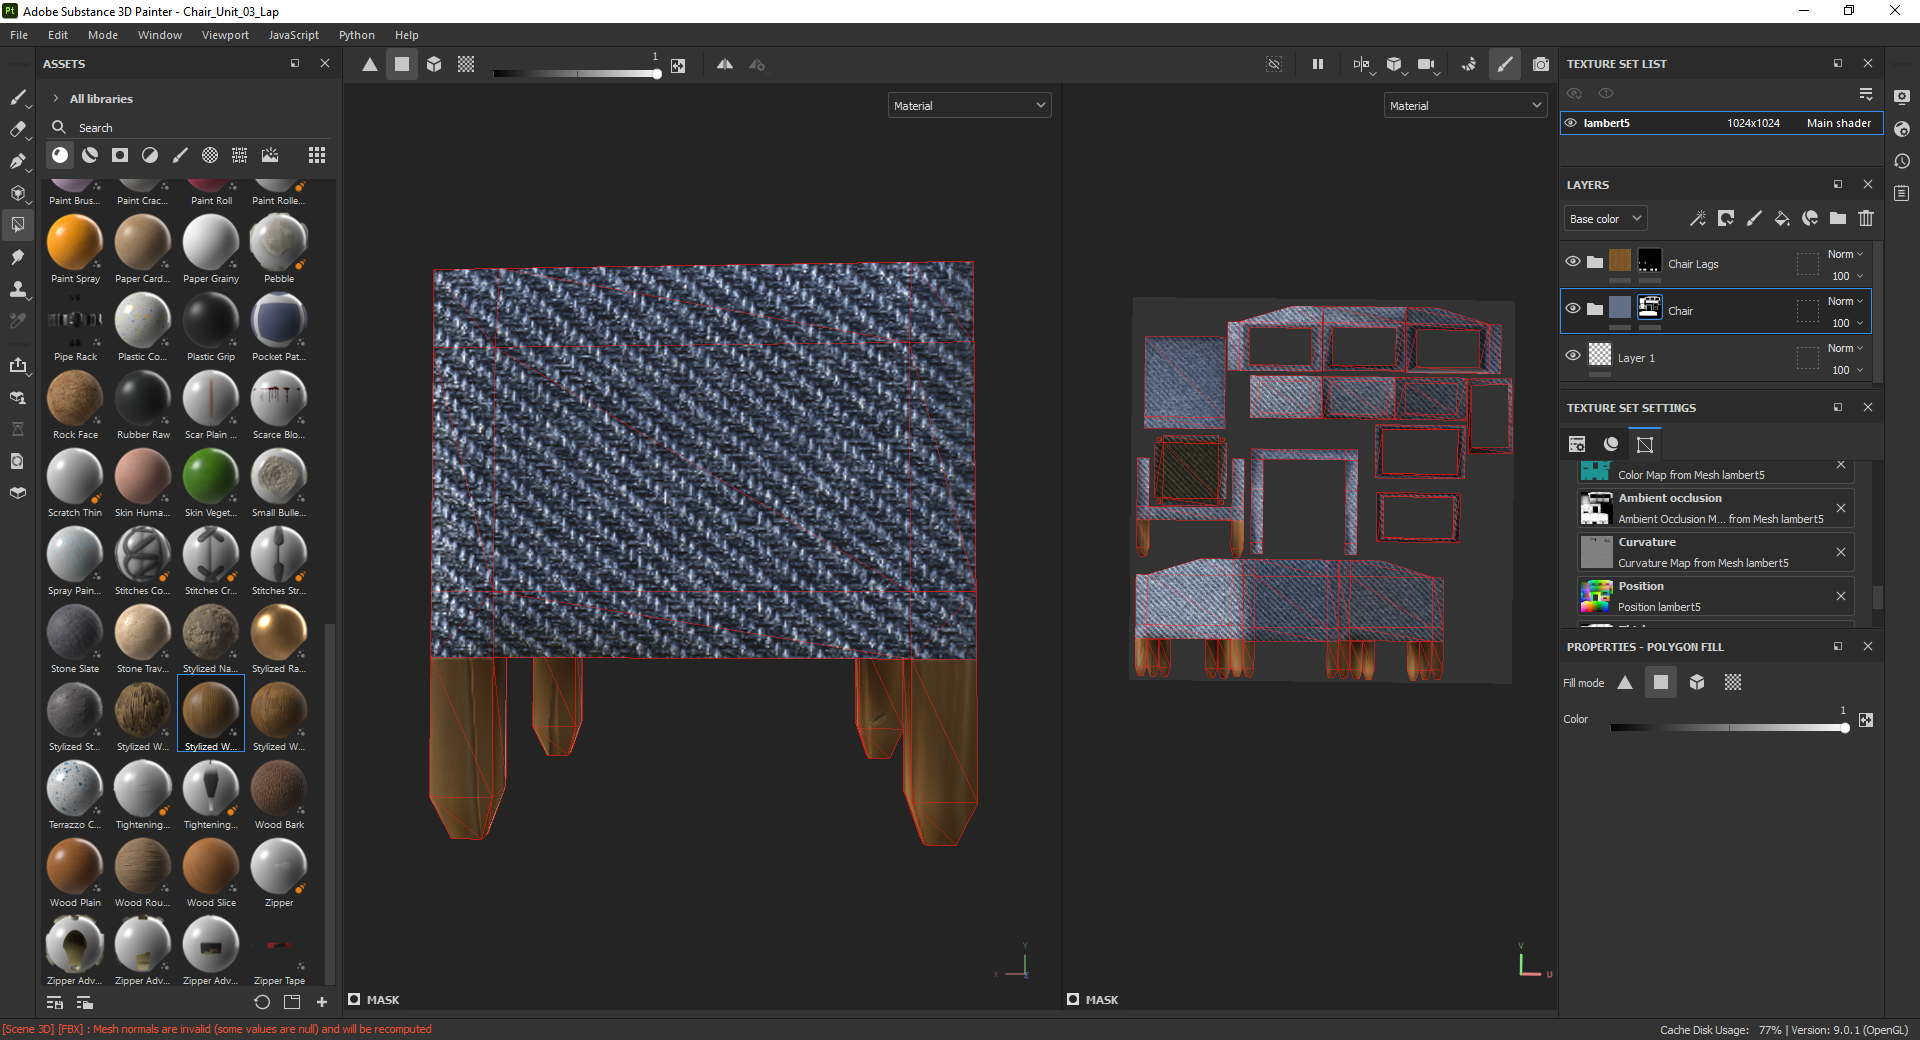 Pt Adobe Substance 3D Painter - Chair_Unit_03_Lap
File Edit Mode Window Viewport JavaScript Python Help
ASSETS
All libraries
Search
Paint Brus... Paint Crac... Paint Roll Paint Rolle...
Paint Spray Paper Card... Paper Grainy Pebble
Pipe Rack Plastic Co... Plastic Grip Pocket Pat...
Rock Face Rubber Raw Scar Plain ... Scarce Blo...
Scratch Thin Skin Huma... Skin Veget... Small Bulle...
Spray Pain... Stitches Co... Stitches Cr... Stitches Str...
Stone Slate Stone Trav... Stylized Na... Stylized Ra...
Stylized St... Stylized W... Stylized W... Stylized W...
Terrazzo C... Tightening... Tightening... Wood Bark
Wood Plain Wood Rou... Wood Slice Zipper
Zipper Adv... Zipper Adv... Zipper Adv... Zipper Tape
1
Material
Y
X
Z
MASK
Material
V
U
MASK
TEXTURE SET LIST
lambert5 1024x1024 Main shader
LAYERS
Base color
Chair Lags Norm
100
Chair Norm
100
Layer 1 Norm
100
TEXTURE SET SETTINGS
Color Map from Mesh lambert5
Ambient occlusion
Ambient Occlusion M... from Mesh lambert5
Curvature
Curvature Map from Mesh lambert5
Position
Position lambert5
PROPERTIES - POLYGON FILL
Fill mode
Color 1
[Scene 3D] [FBX] : Mesh normals are invalid (some values are null) and will be recomputed
Cache Disk Usage: 77% | Version: 9.0.1 (OpenGL)